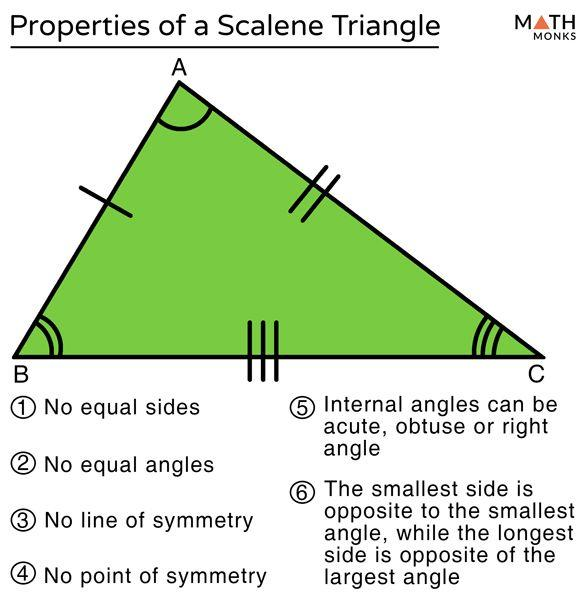 Properties of a Scalene Triangle
MATH
MONKS
A
B
C
① No equal sides
② No equal angles
③ No line of symmetry
④ No point of symmetry
⑤ Internal angles can be
acute, obtuse or right
angle
⑥ The smallest side is
opposite to the smallest
angle, while the longest
side is opposite of the
largest angle